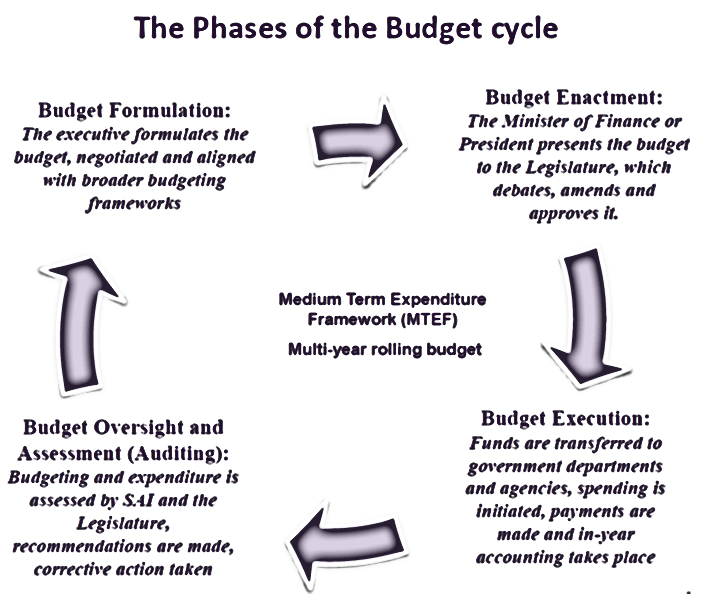 The Phases of the Budget cycle
Budget Formulation:
The executive formulates the
budget, negotiated and aligned
with broader budgeting
frameworks
Budget Enactment:
The Minister of Finance or
President presents the budget
to the Legislature, which
debates, amends and
approves it.
Medium Term Expenditure
Framework (MTEF)
Multi-year rolling budget
Budget Execution:
Funds are transferred to
government departments
and agencies, spending is
initiated, payments are
made and in-year
accounting takes place
Budget Oversight and
Assessment (Auditing):
Budgeting and expenditure is
assessed by SAI and the
Legislature,
recommendations are made,
corrective action taken